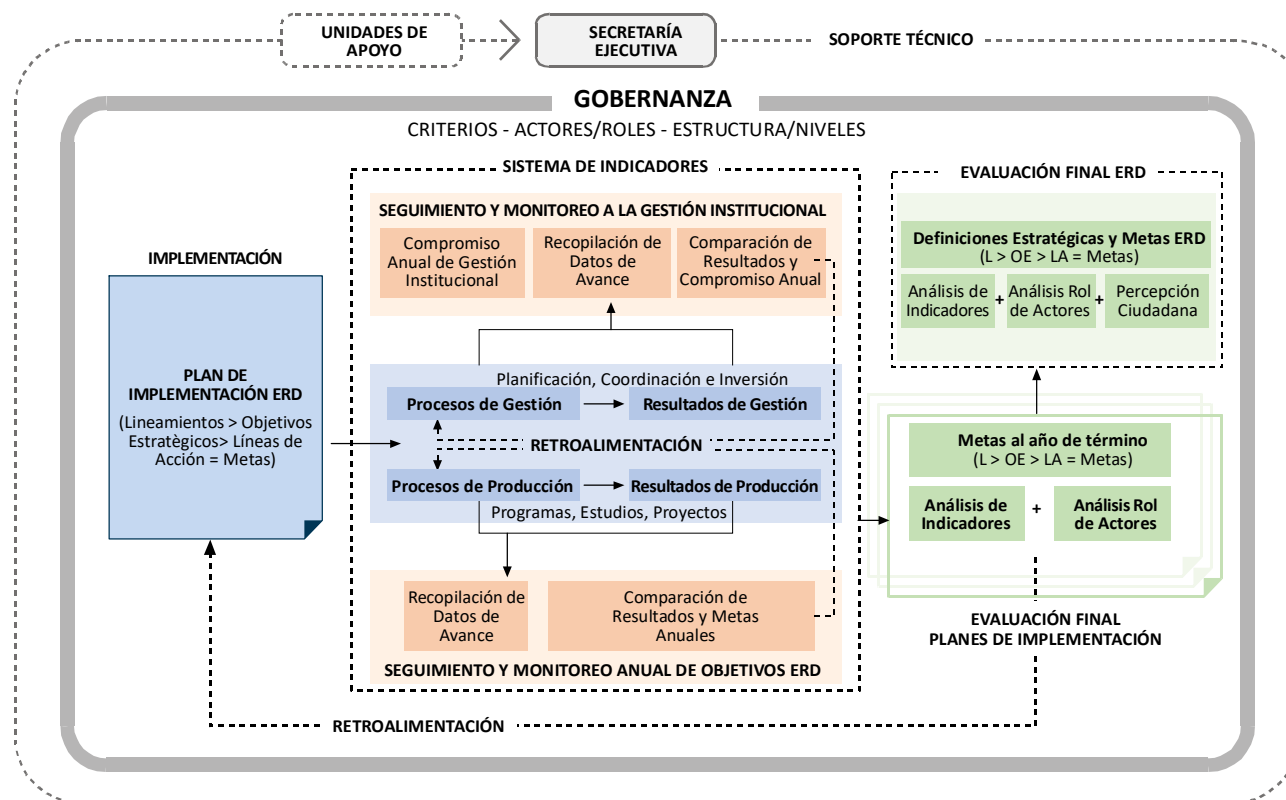 UNIDADES DE
APOYO
SECRETARÍA
EJECUTIVA
SOPORTE TÉCNICO
GOBERNANZA
CRITERIOS - ACTORES/ROLES - ESTRUCTURA/NIVELES
SISTEMA DE INDICADORES
SEGUIMIENTO Y MONITOREO A LA GESTIÓN INSTITUCIONAL
Compromiso
Anual de Gestión
Institucional
Recopilación de
Datos de
Avance
Comparación de
Resultados y
Compromiso Anual
IMPLEMENTACIÓN
PLAN DE
IMPLEMENTACIÓN ERD
(Lineamientos > Objetivos
Estratègicos> Líneas de
Acción = Metas)
Planificación, Coordinación e Inversión
Procesos de Gestión
Resultados de Gestión
RETROALIMENTACIÓN
Procesos de Producción
Resultados de Producción
Programas, Estudios, Proyectos
Recopilación de
Datos de
Avance
Comparación de
Resultados y Metas
Anuales
SEGUIMIENTO Y MONITOREO ANUAL DE OBJETIVOS ERD
EVALUACIÓN FINAL ERD
Definiciones Estratégicas y Metas ERD
(L > OE > LA = Metas)
Análisis de
Indicadores
+
Análisis Rol
de Actores
+
Percepción
Ciudadana
Metas al año de término
(L > OE > LA = Metas)
Análisis de
Indicadores
+
Análisis Rol
de Actores
EVALUACIÓN FINAL
PLANES DE IMPLEMENTACIÓN
RETROALIMENTACIÓN